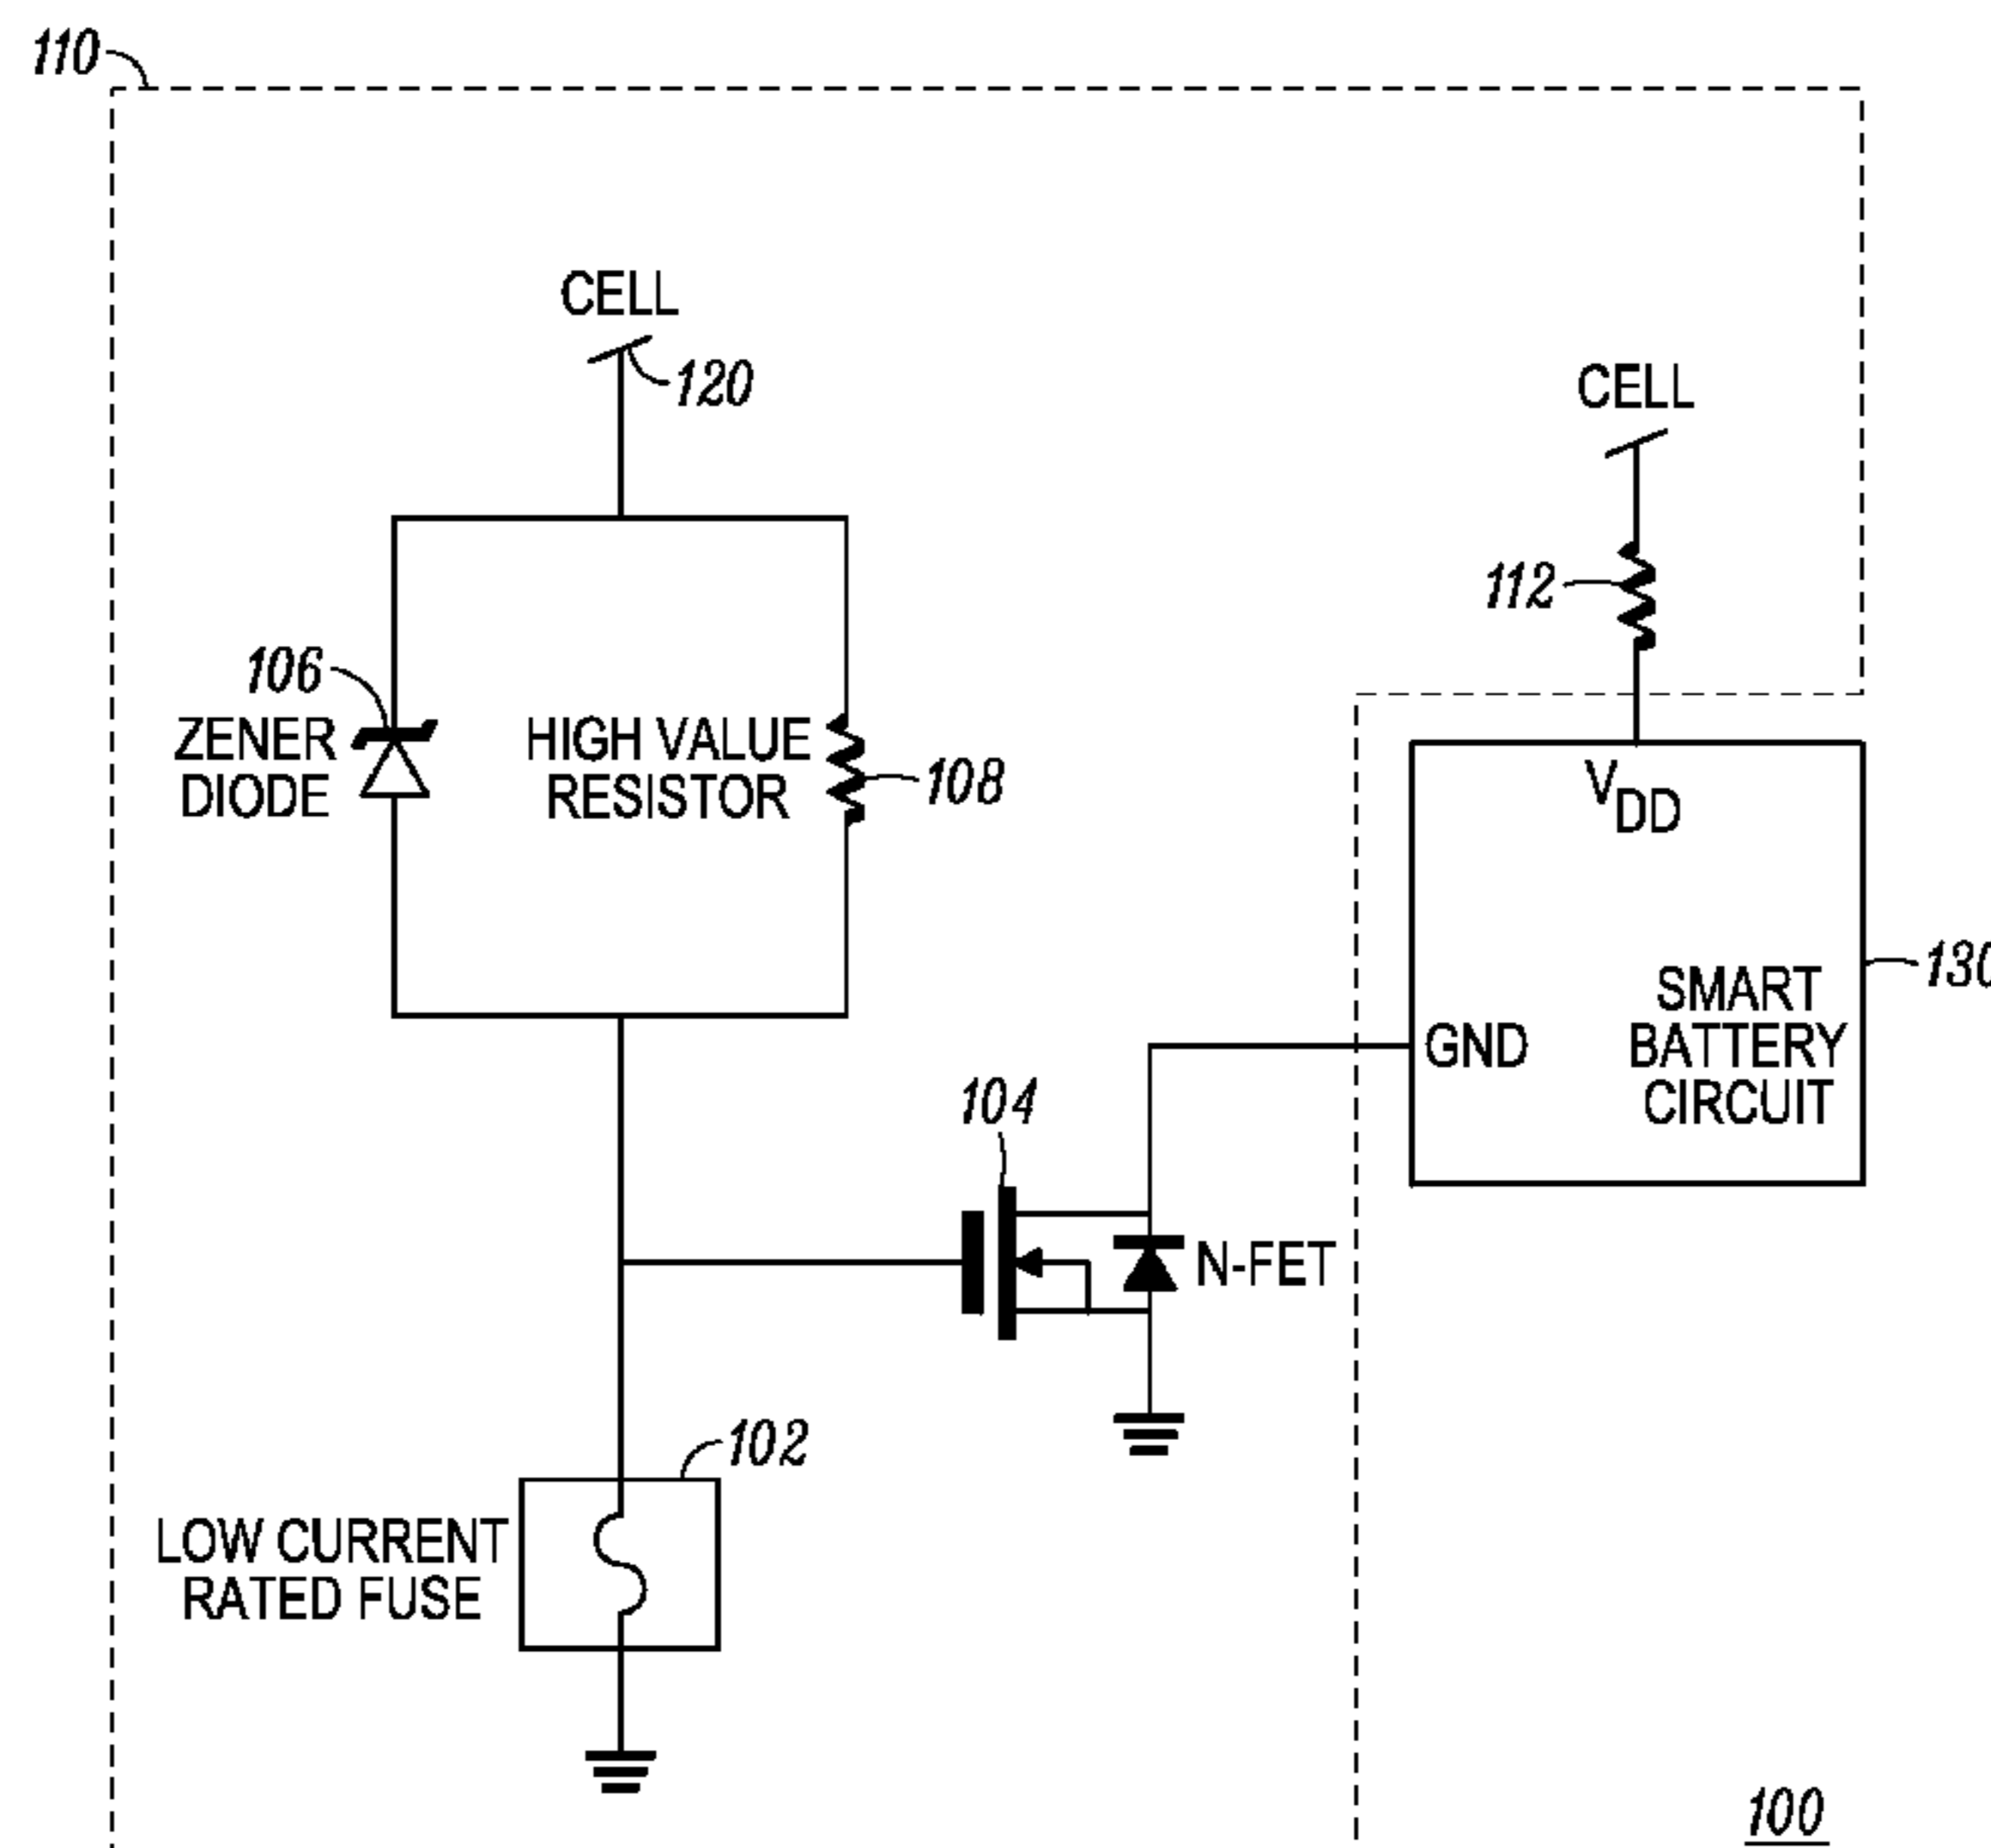 110
CELL
120
CELL
112
106
ZENER
DIODE
HIGH VALUE
RESISTOR
108
VDD
130
SMART
BATTERY
CIRCUIT
GND
104
N-FET
102
LOW CURRENT
RATED FUSE
100